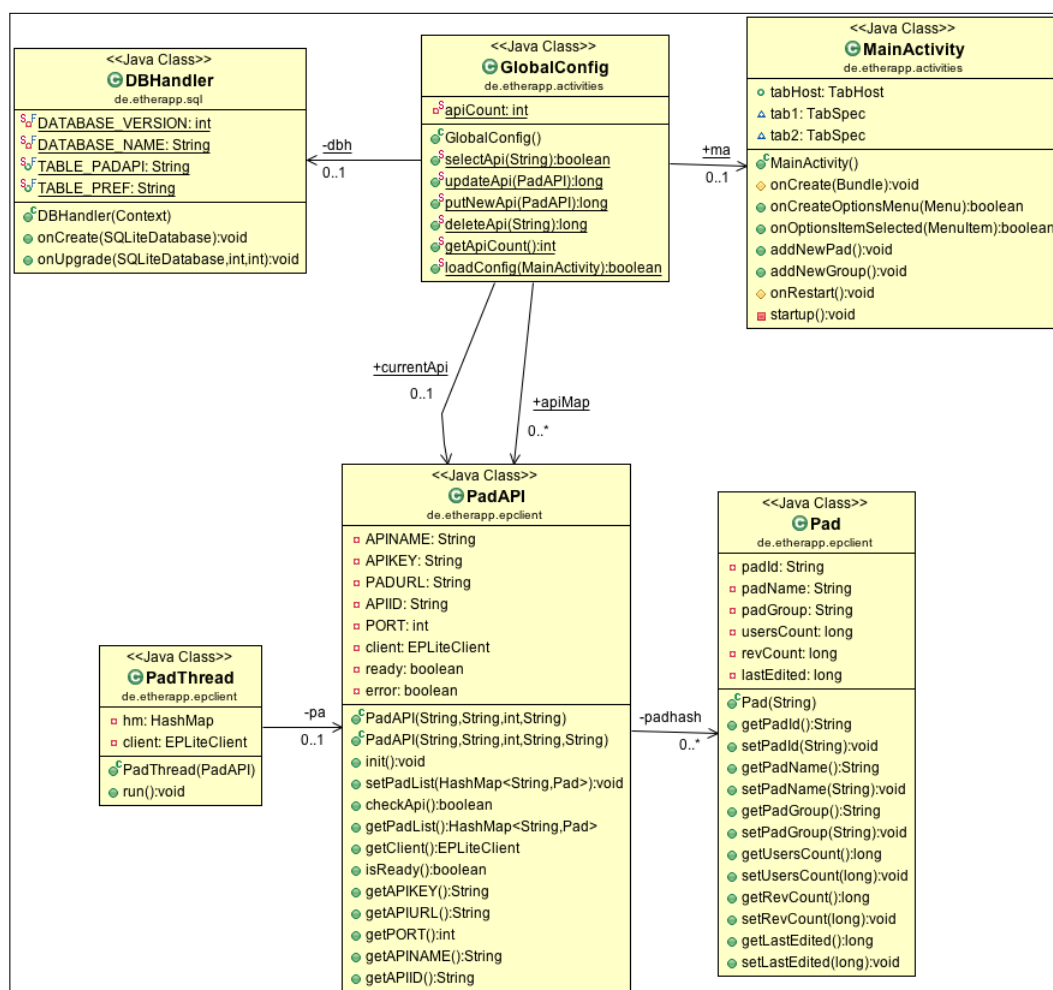 <<Java Class>>
DBHandler
de.etherapp.sql
DATABASE_VERSION: int
DATABASE_NAME: String
TABLE_PADAPI: String
TABLE_PREF: String
DBHandler(Context)
onCreate(SQLiteDatabase):void
onUpgrade(SQLiteDatabase,int,int):void
-dbh
0..1
<<Java Class>>
GlobalConfig
de.etherapp.activities
apiCount: int
GlobalConfig()
selectApi(String):boolean
updateApi(PadAPI):long
putNewApi(PadAPI):long
deleteApi(String):long
getApiCount():int
loadConfig(MainActivity):boolean
+ma
0..1
<<Java Class>>
MainActivity
de.etherapp.activities
tabHost: TabHost
tab1: TabSpec
tab2: TabSpec
MainActivity()
onCreate(Bundle):void
onCreateOptionsMenu(Menu):boolean
onOptionsItemSelected(MenuItem):boolean
addNewPad():void
addNewGroup():void
onRestart():void
startup():void
+currentApi
0..1
+apiMap
0..*
<<Java Class>>
PadThread
de.etherapp.epclient
hm: HashMap
client: EPLiteClient
PadThread(PadAPI)
run():void
-pa
0..1
<<Java Class>>
PadAPI
de.etherapp.epclient
APINAME: String
APIKEY: String
PADURL: String
APIID: String
PORT: int
client: EPLiteClient
ready: boolean
error: boolean
PadAPI(String,String,int,String)
PadAPI(String,String,int,String,String)
init():void
setPadList(HashMap<String,Pad>):void
checkApi():boolean
getPadList():HashMap<String,Pad>
getClient():EPLiteClient
isReady():boolean
getAPIKEY():String
getAPIURL():String
getPORT():int
getAPINAME():String
getAPIID():String
-padhash
0..*
<<Java Class>>
Pad
de.etherapp.epclient
padId: String
padName: String
padGroup: String
usersCount: long
revCount: long
lastEdited: long
Pad(String)
getPadId():String
setPadId(String):void
getPadName():String
setPadName(String):void
getPadGroup():String
setPadGroup(String):void
getUsersCount():long
setUsersCount(long):void
getRevCount():long
setRevCount(long):void
getLastEdited():long
setLastEdited(long):void